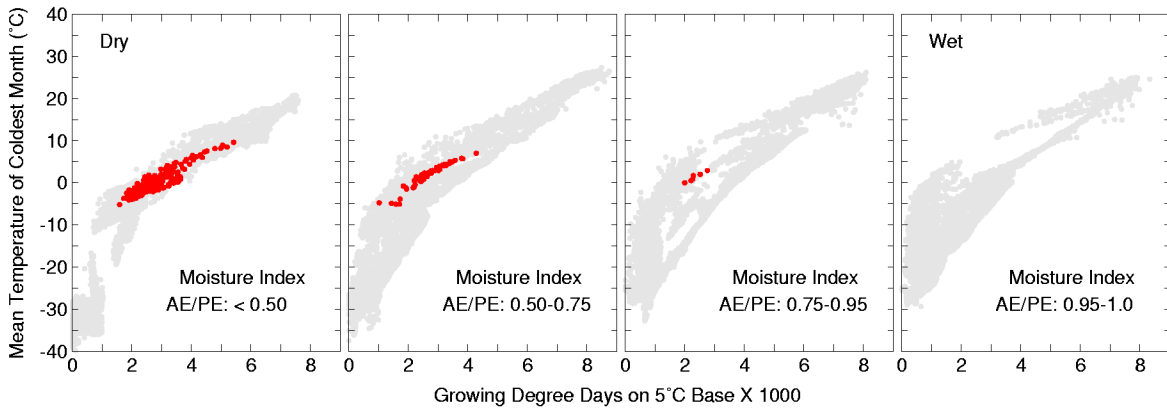 40
30
20
10
0
-10
-20
-30
-40
Mean Temperature of Coldest Month (˚C)
Dry
Wet
Moisture Index
AE/PE: < 0.50
Moisture Index
AE/PE: 0.50-0.75
Moisture Index
AE/PE: 0.75-0.95
Moisture Index
AE/PE: 0.95-1.0
0 2 4 6 8 0 2 4 6 8 0 2 4 6 8 0 2 4 6 8
Growing Degree Days on 5˚C Base X 1000